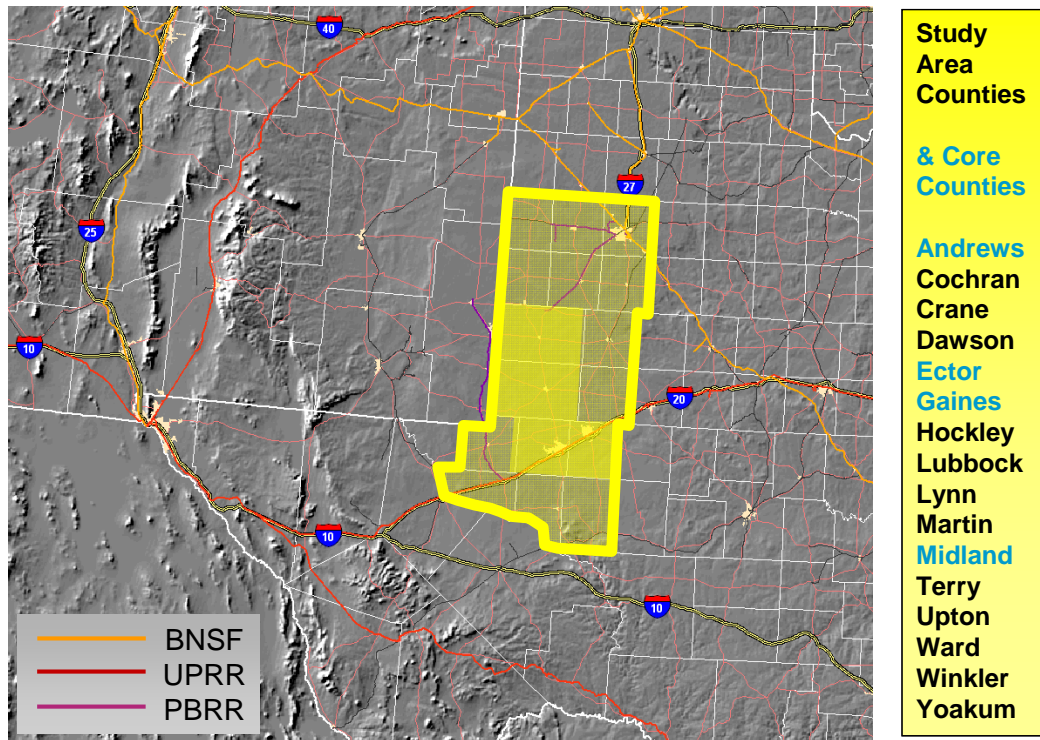 40
27
25
10
20
10
10
BNSF
UPRR
PBRR
Study
Area
Counties
& Core
Counties
Andrews
Cochran
Crane
Dawson
Ector
Gaines
Hockley
Lubbock
Lynn
Martin
Midland
Terry
Upton
Ward
Winkler
Yoakum